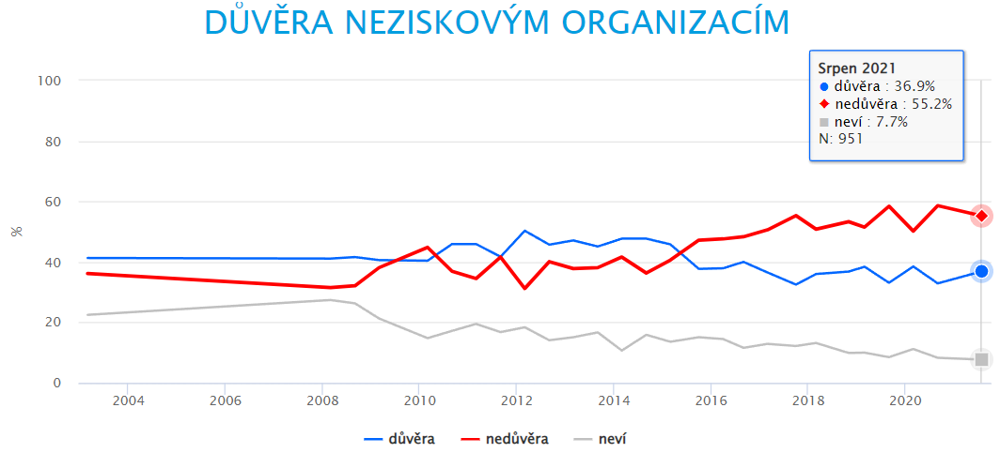 DŮVĚRA NEZISKOVÝM ORGANIZACÍM
Srpen 2021
důvěra : 36.9%
nedůvěra : 55.2%
neví : 7.7%
N: 951
100
80
60
40
20
0
%
2004 2006 2008 2010 2012 2014 2016 2018 2020
důvěra nedůvěra neví